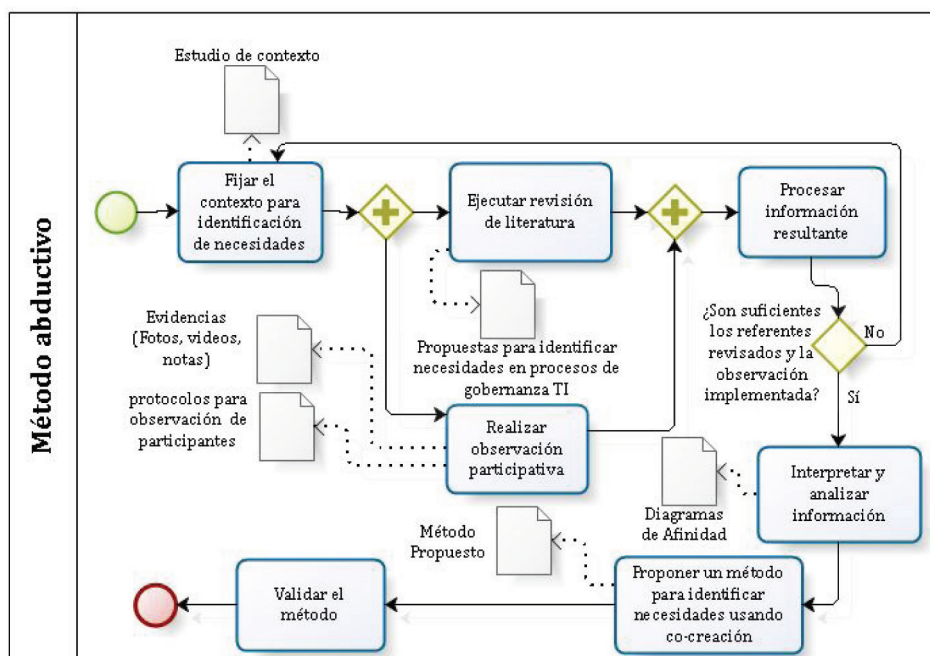 Método abductivo
Estudio de contexto
Fijar el
contexto para
identificación
de necesidades
Ejecutar revisión
de literatura
Procesar
información
resultante
Propuestas para identificar
necesidades en procesos de
gobernanza TI
Evidencias
(Fotos, videos,
notas)
protocolos para
observación de
participantes
Realizar
observación
participativa
¿Son suficientes
los referentes
revisados y la
observación
implementada?
No
Sí
Interpretar y
analizar
información
Diagramas
de Afinidad
Método
Propuesto
Proponer un método
para identificar
necesidades usando
co-creación
Validar el
método